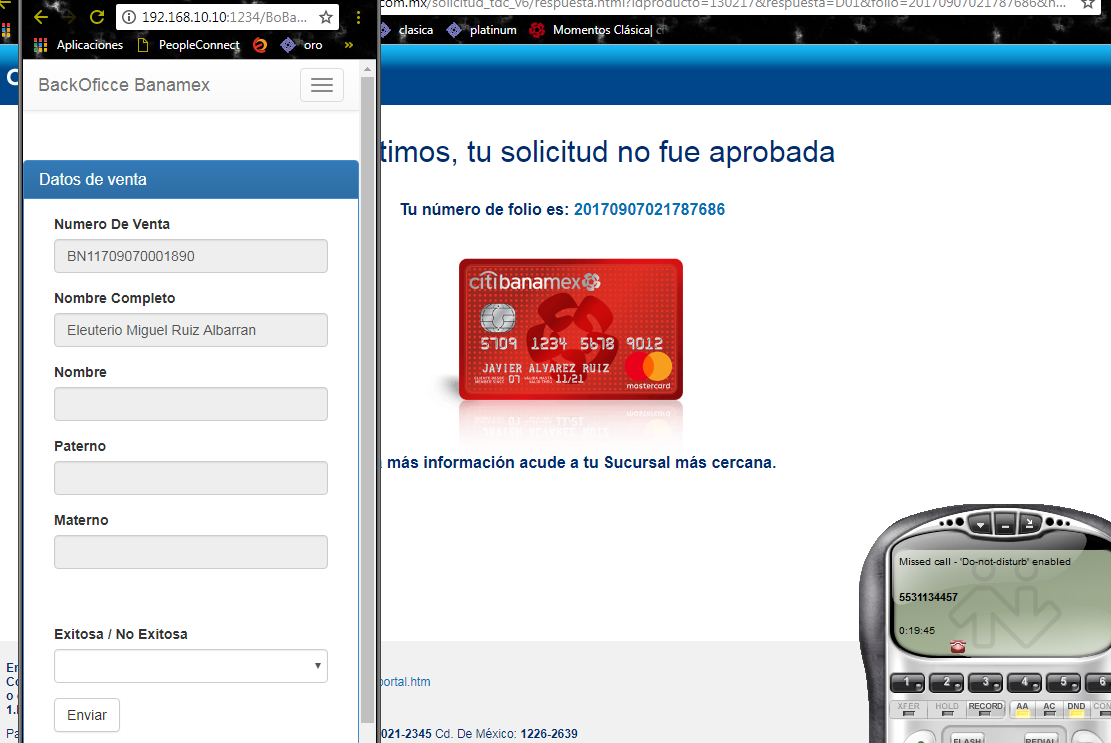 192.168.10.10:1234/BoBa...
Aplicaciones
PeopleConnect
oro
»
BackOficce Banamex
Datos de venta
Numero De Venta
BN11709070001890
Nombre Completo
Eleuterio Miguel Ruiz Albarran
Nombre
Paterno
Materno
Exitosa / No Exitosa
Enviar
.com.mx/solicitud_tdc_v6/respuesta.html?idproducto=130217&respuesta=D01&folio=20170907021787686&n...
clasica
platinum
Momentos Clásica|
timos, tu solicitud no fue aprobada
Tu número de folio es: 20170907021787686
citibanamex
5709 1234 5678 9012
JAVIER ALVAREZ RUIZ
07
11/21
mastercard
más información acude a tu Sucursal más cercana.
portal.htm
021-2345 Cd. De México: 1226-2639
Missed call - 'Do-not-disturb' enabled
5531134457
0:19:45
1 2 3 4 5 6
XFER HOLD RECORD AA AC DND CON
FLASH REDIAL